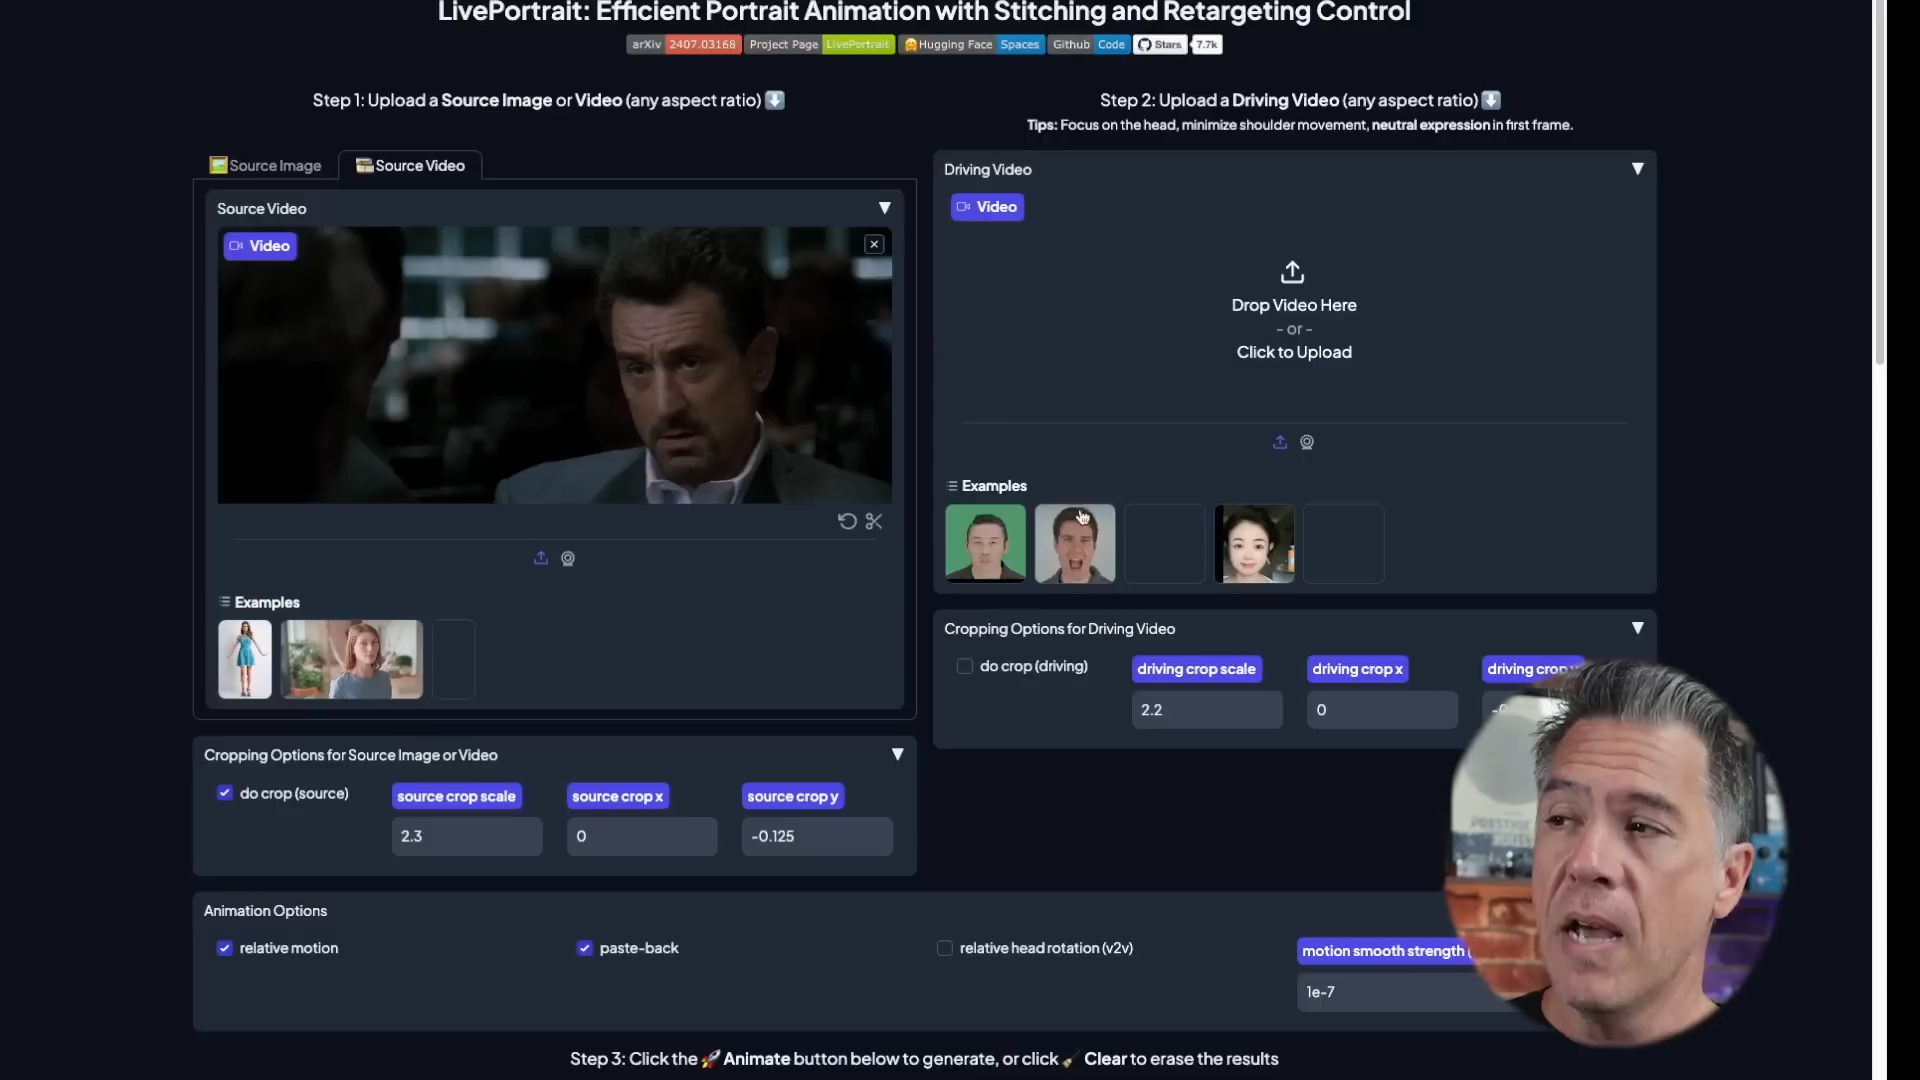 LivePortrait: Efficient Portrait Animation with Stitching and Retargeting Control
arXiv 2407.03168 Project Page LivePortrait Hugging Face Spaces Github Code Stars 7.7k
Step 1: Upload a Source Image or Video (any aspect ratio)
Step 2: Upload a Driving Video (any aspect ratio)
Tips: Focus on the head, minimize shoulder movement, neutral expression in first frame.
Source Image
Source Video
Source Video
Video
Examples
Driving Video
Video
Drop Video Here
- or -
Click to Upload
Examples
Cropping Options for Driving Video
do crop (driving)
driving crop scale
driving crop x
driving crop
2.2
0
Cropping Options for Source Image or Video
do crop (source)
source crop scale
source crop x
source crop y
2.3
0
-0.125
Animation Options
relative motion
paste-back
relative head rotation (v2v)
motion smooth strength
1e-7
PRESTIGE
Step 3: Click the 🚀 Animate button below to generate, or click 🧹 Clear to erase the results